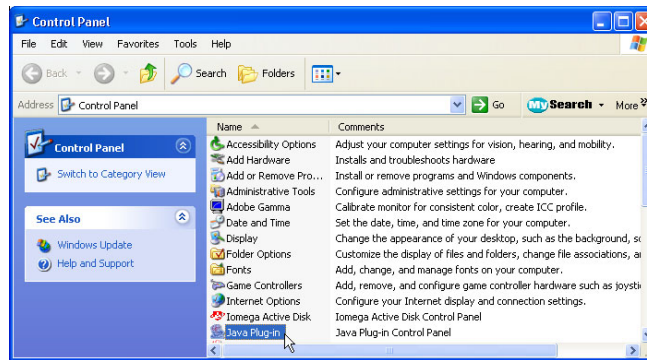 Control Panel
File Edit View Favorites Tools Help
Back Search Folders
Address Control Panel Go my Search More »
Name Comments
Control Panel
Switch to Category View
See Also
Windows Update
Help and Support
Accessibility Options Adjust your computer settings for vision, hearing, and mobility.
Add Hardware Installs and troubleshoots hardware
Add or Remove Pro... Install or remove programs and Windows components.
Administrative Tools Configure administrative settings for your computer.
Adobe Gamma Calibrate monitor for consistent color, create ICC profile.
Date and Time Set the date, time, and time zone for your computer.
Display Change the appearance of your desktop, such as the background,
Folder Options Customize the display of files and folders, change file associations,
Fonts Add, change, and manage fonts on your computer.
Game Controllers Add, remove, and configure game controller hardware such as
Internet Options Configure your Internet display and connection settings.
Iomega Active Disk Iomega Active Disk Control Panel
Java Plug-in Java Plug-in Control Panel